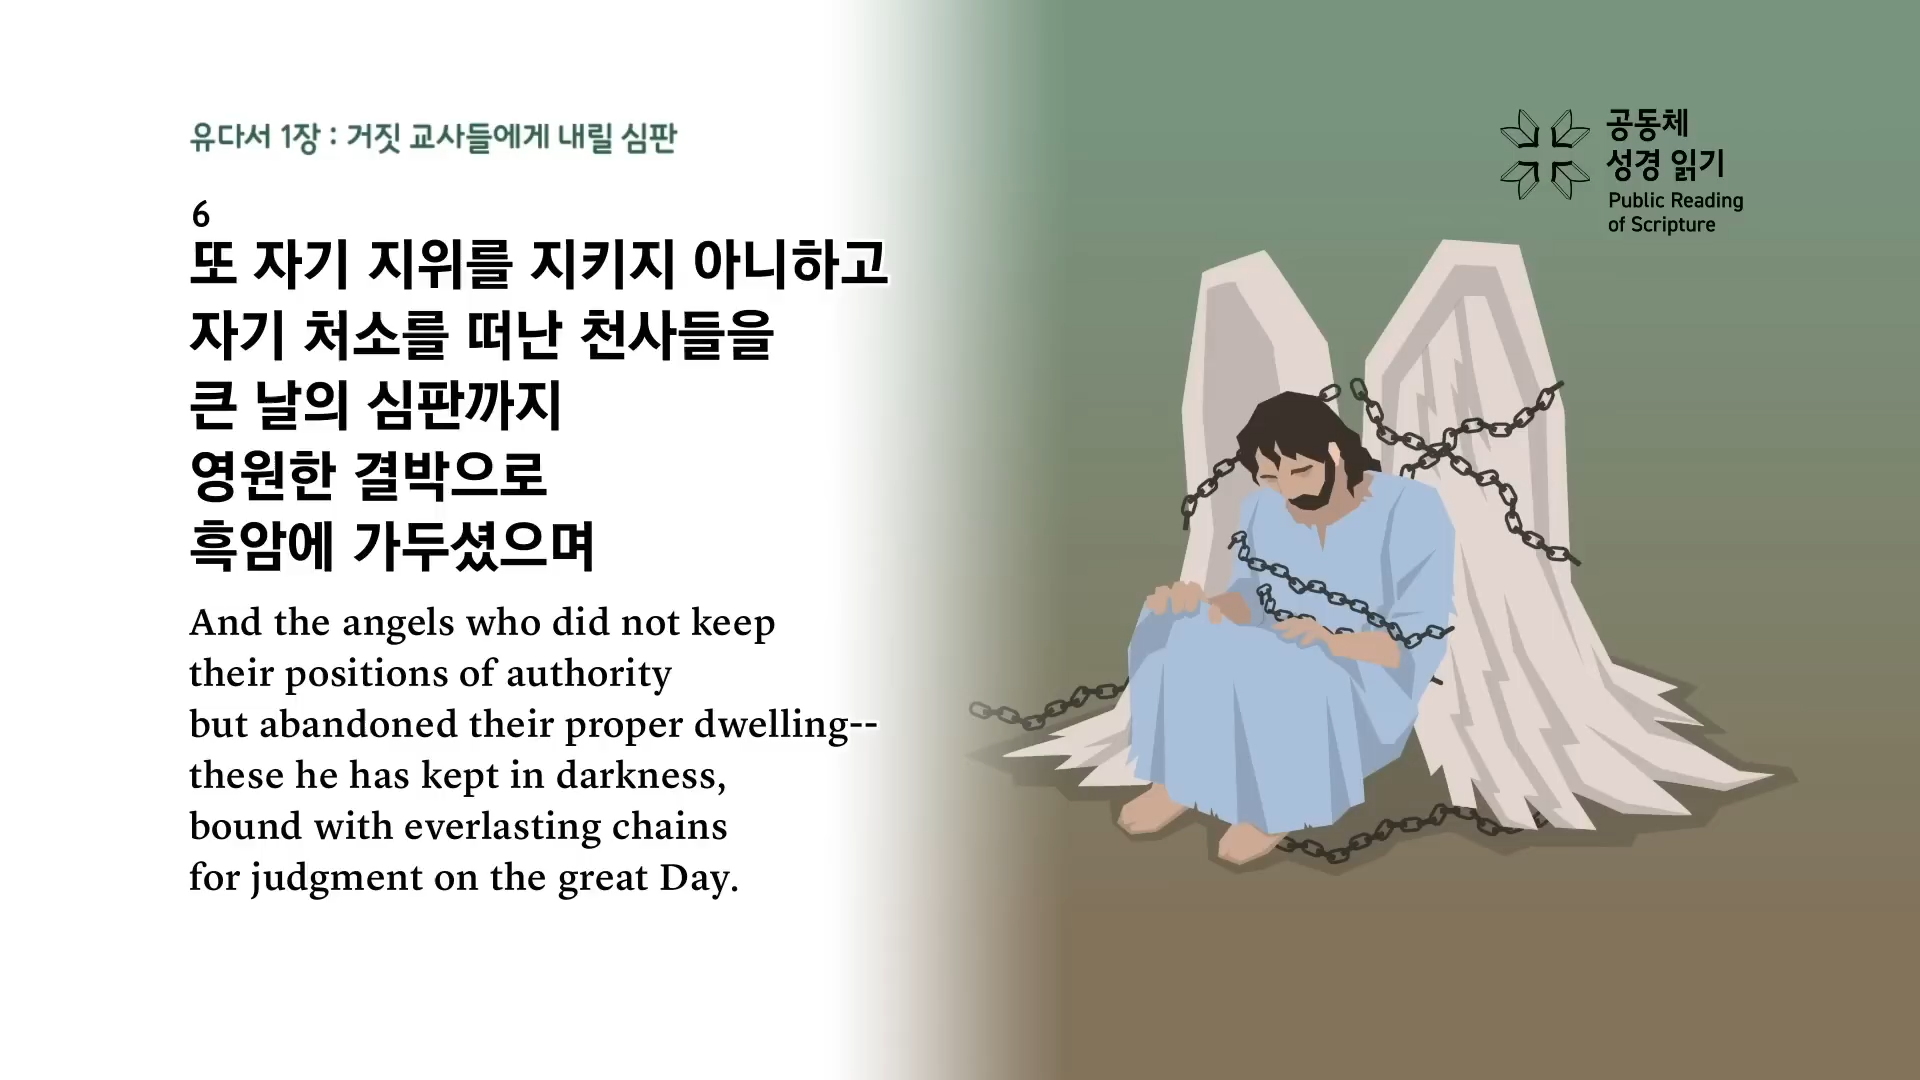 유다서 1장 : 거짓 교사들에게 내릴 심판
6
또 자기 지위를 지키지 아니하고
자기 처소를 떠난 천사들을
큰 날의 심판까지
영원한 결박으로
흑암에 가두셨으며
And the angels who did not keep
their positions of authority
but abandoned their proper dwelling--
these he has kept in darkness,
bound with everlasting chains
for judgment on the great Day.
공동체
성경 읽기
Public Reading
of Scripture